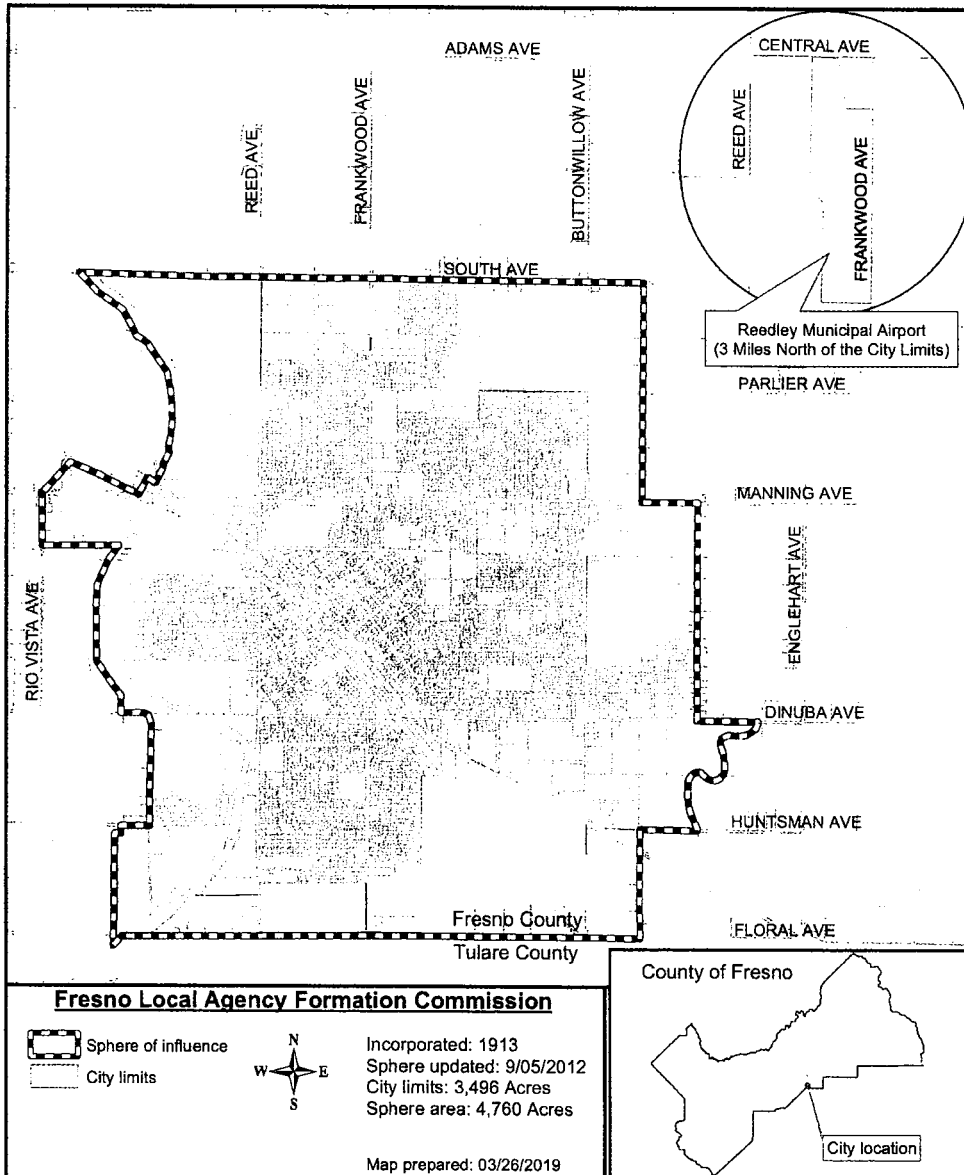 ADAMS AVE
CENTRAL AVE
REED AVE
FRANKWOOD AVE
BUTTONWILLOW AVE
REED AVE
FRANKWOOD AVE
SOUTH AVE
Reedley Municipal Airport
(3 Miles North of the City Limits)
PARLIER AVE
MANNING AVE
ENGLEHART AVE
RIO VISTA AVE
DINUBA AVE
HUNTSMAN AVE
Fresno County
FLORAL AVE
Tulare County
Fresno Local Agency Formation Commission
Sphere of influence
City limits
N
W
E
S
Incorporated: 1913
Sphere updated: 9/05/2012
City limits: 3,496 Acres
Sphere area: 4,760 Acres
Map prepared: 03/26/2019
County of Fresno
City location